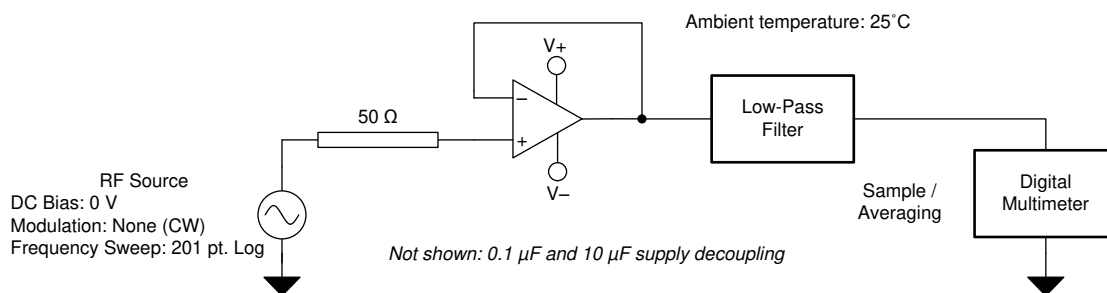 Ambient temperature: 25˚C
V+
–
+
V–
50 Ω
Low-Pass
Filter
RF Source
DC Bias: 0 V
Modulation: None (CW)
Frequency Sweep: 201 pt. Log
Sample /
Averaging
Digital
Multimeter
Not shown: 0.1 µF and 10 µF supply decoupling